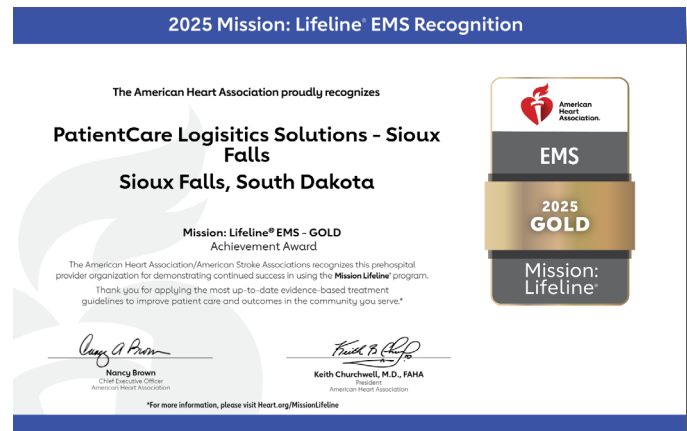 2025 Mission: Lifeline® EMS Recognition
The American Heart Association proudly recognizes
PatientCare Logisitics Solutions - Sioux
Falls
Sioux Falls, South Dakota
Mission: Lifeline® EMS - GOLD
Achievement Award
The American Heart Association/American Stroke Associations recognizes this prehospital
provider organization for demonstrating continued success in using the Mission Lifeline® program.
Thank you for applying the most up-to-date evidence-based treatment
guidelines to improve patient care and outcomes in the community you serve.*
Nancy A Brown
Nancy Brown
Chief Executive Officer
American Heart Association
Keith Churchwell, M.D., FAHA
President
American Heart Association
*For more information, please visit Heart.org/MissionLifeline
American
Heart
Association.
EMS
2025
GOLD
Mission:
Lifeline®